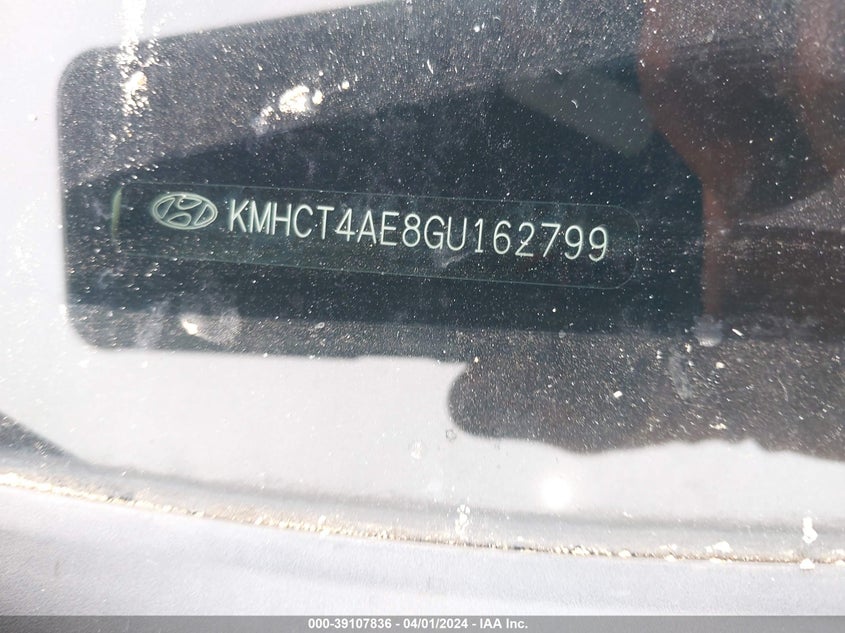 KMHCT4AE8GU162799
000-39107836 - 04/01/2024 - IAA Inc.